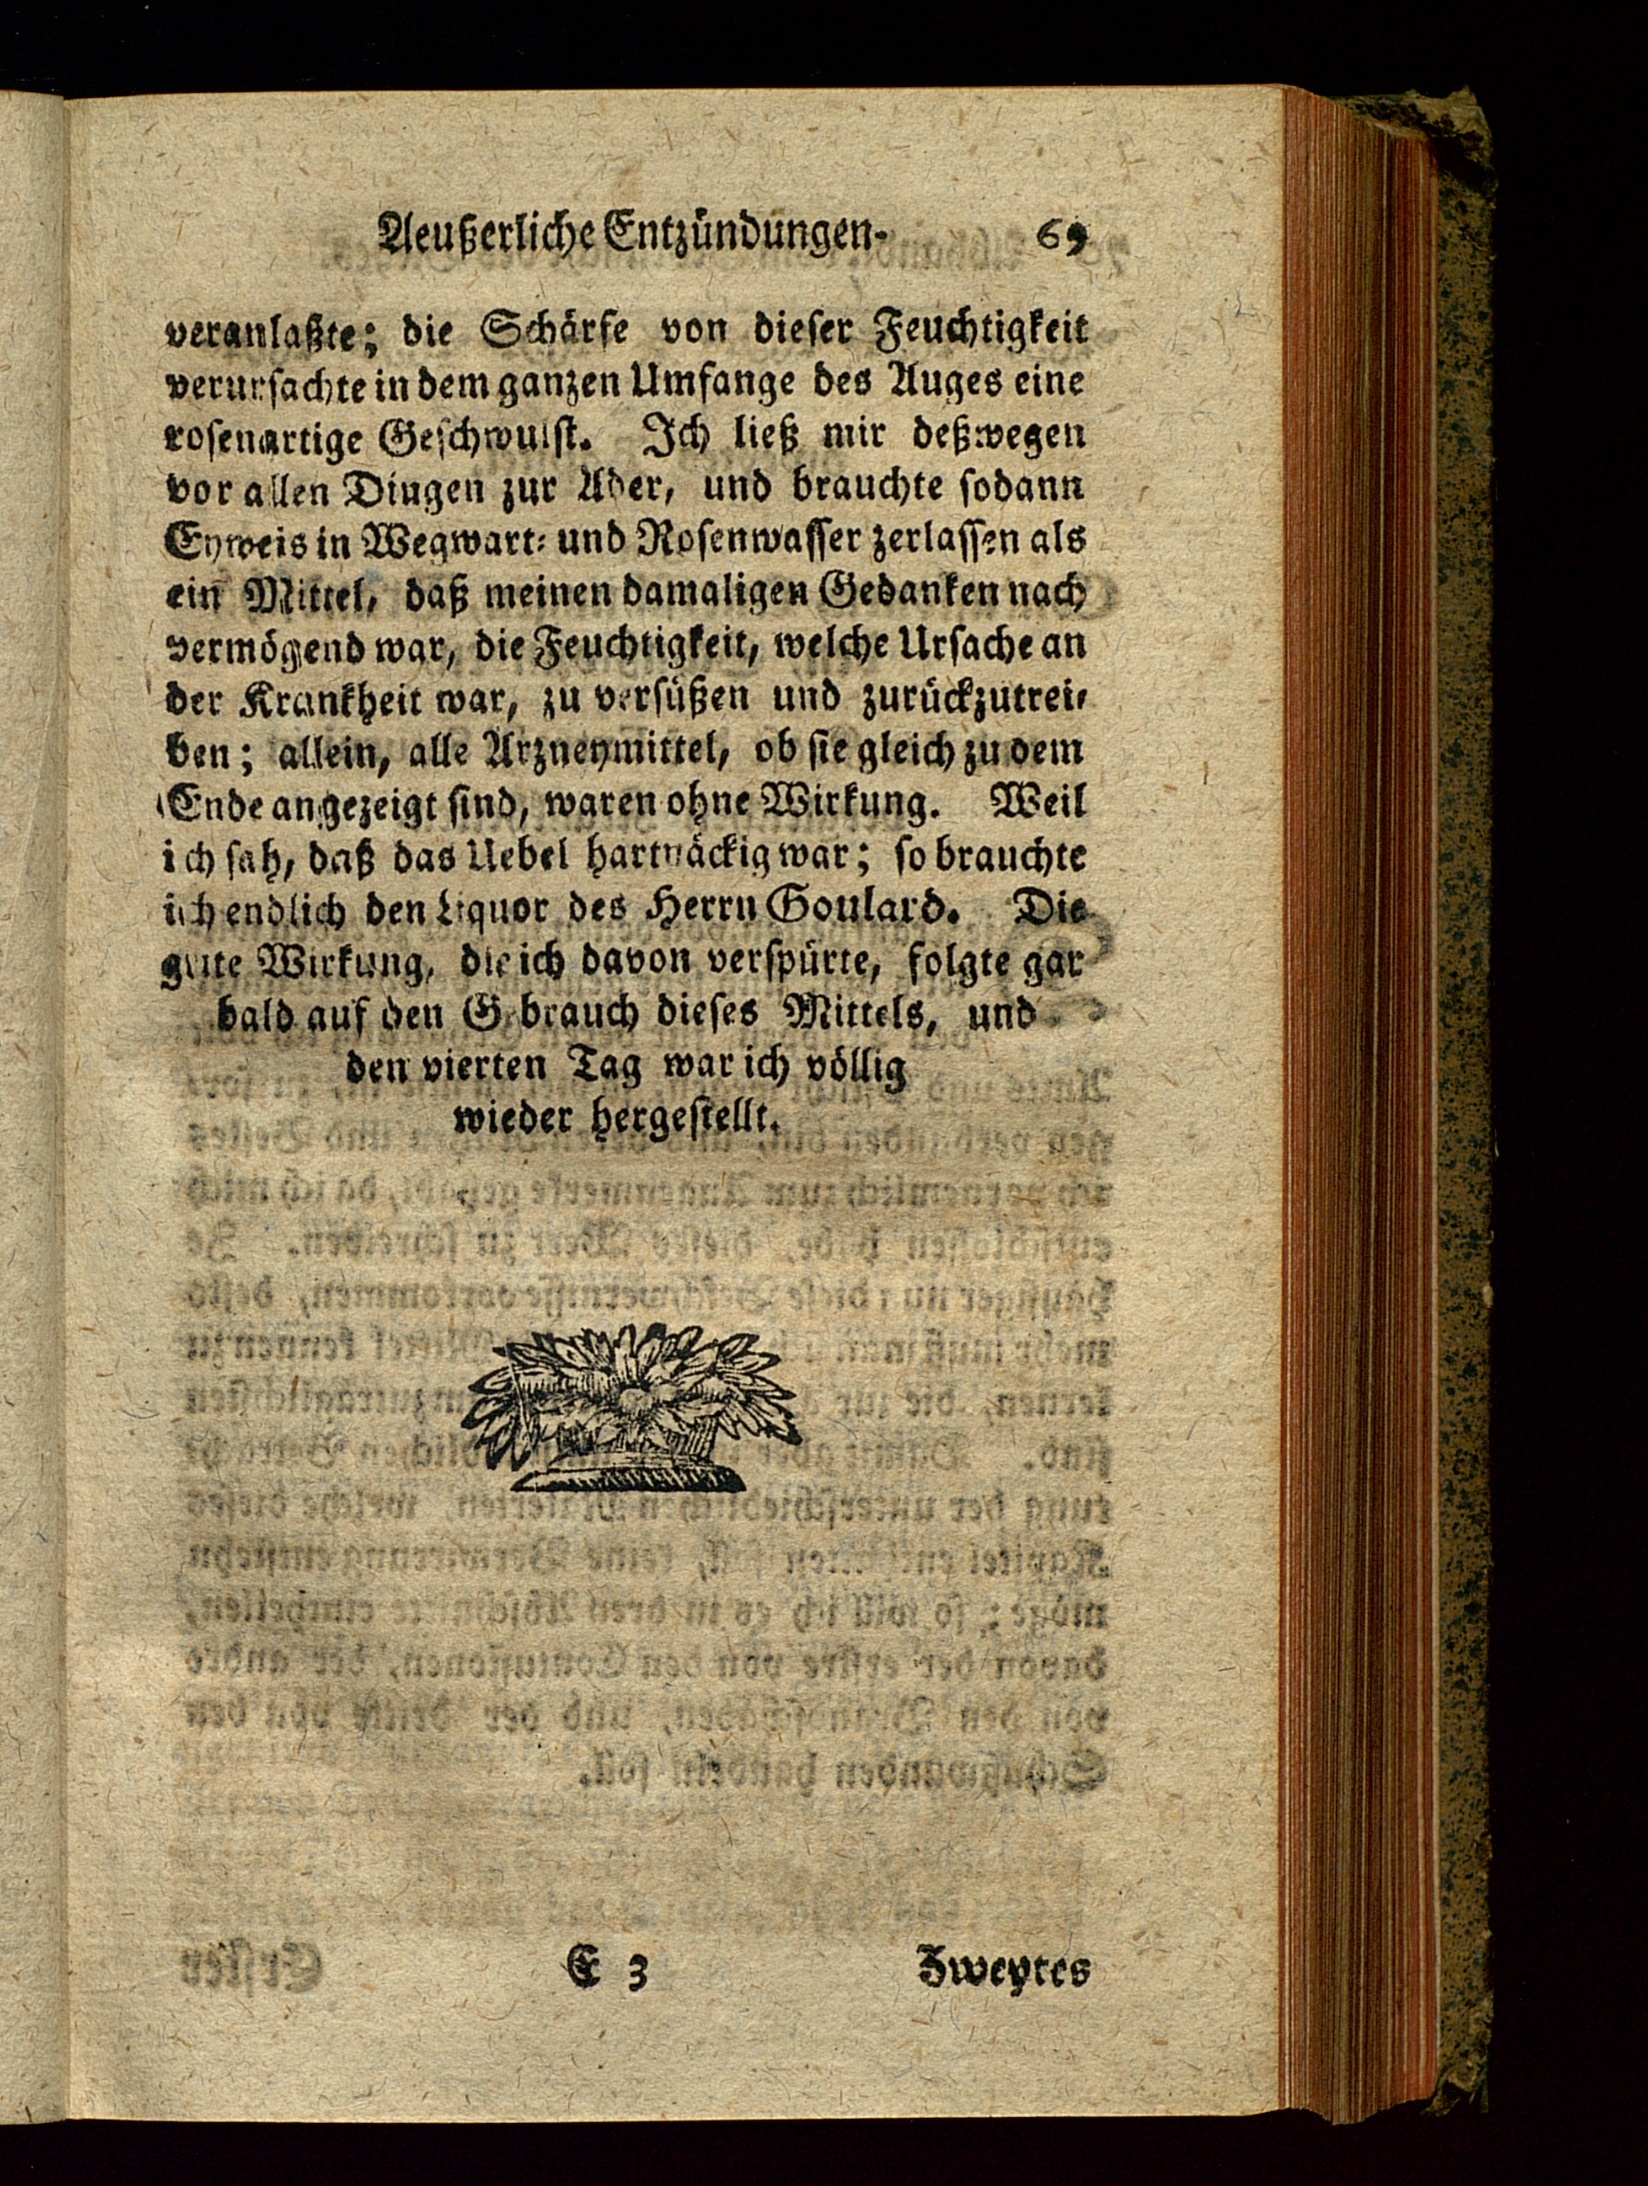 Aeußerliche Entzündungen. 69
veranlaßte; die Schärfe von dieser Feuchtigkeit
verursachte in dem ganzen Umfange des Auges eine
rosenartige Geschwulst. Ich ließ mir deßwegen
vor allen Dingen zur Ader, und brauchte sodann
Eyweis in Wegwart- und Rosenwasser zerlassen als
ein Mittel, daß meinen damaligen Gedanken nach
vermögend war, die Feuchtigkeit, welche Ursache an
der Krankheit war, zu versüßen und zurückzutrei-
ben; allein, alle Arzneymittel, ob sie gleich zu dem
Ende angezeigt sind, waren ohne Wirkung. Weil
ich sah, daß das Uebel hartnäckig war; so brauchte
ich endlich den Liquor des Herrn Goulard. Die
gute Wirkung, die ich davon verspürte, folgte gar
bald auf den Gebrauch dieses Mittels, und
den vierten Tag war ich völlig
wieder hergestellt.
E 3 Zweytes